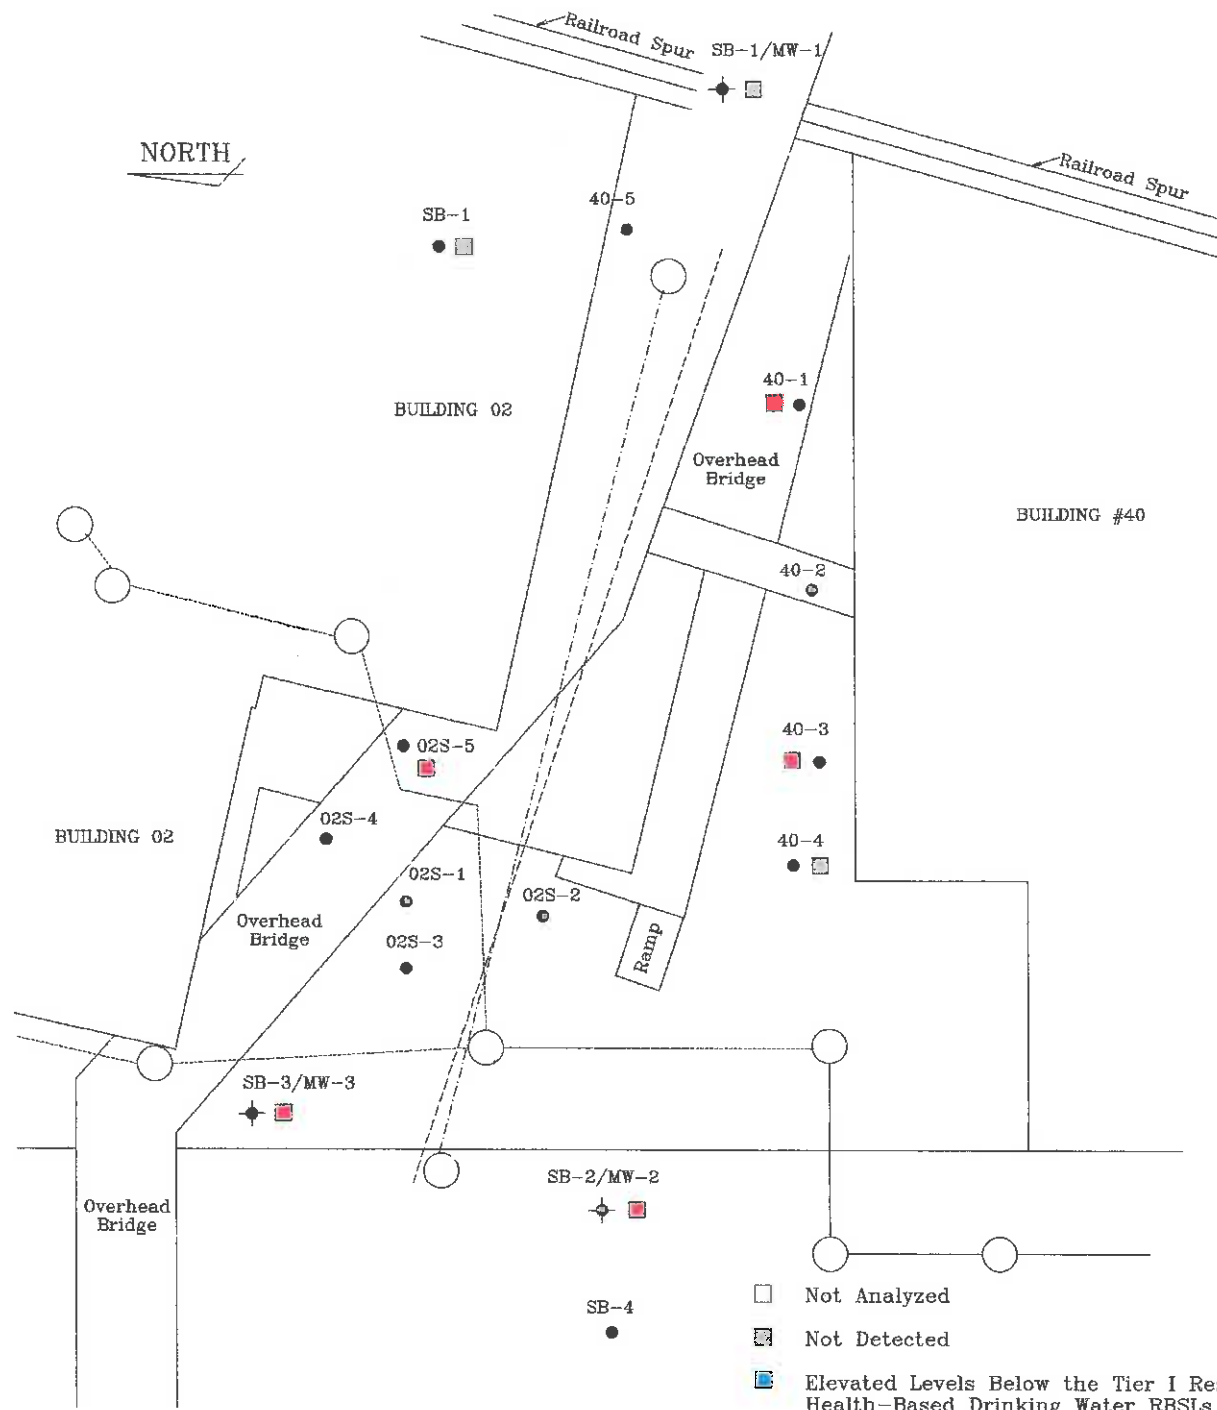 Railroad Spur
SB-1/MW-1
NORTH
Railroad Spur
40-5
SB-1
40-1
BUILDING 02
Overhead
Bridge
BUILDING #40
40-2
02S-5
40-3
02S-4
BUILDING 02
40-4
02S-1
02S-2
Overhead
Bridge
02S-3
Ramp
SB-3/MW-3
SB-2/MW-2
Overhead
Bridge
Not Analyzed
SB-4
Not Detected
Elevated Levels Below the Tier I
Health-Based Drinking Water RBSLs